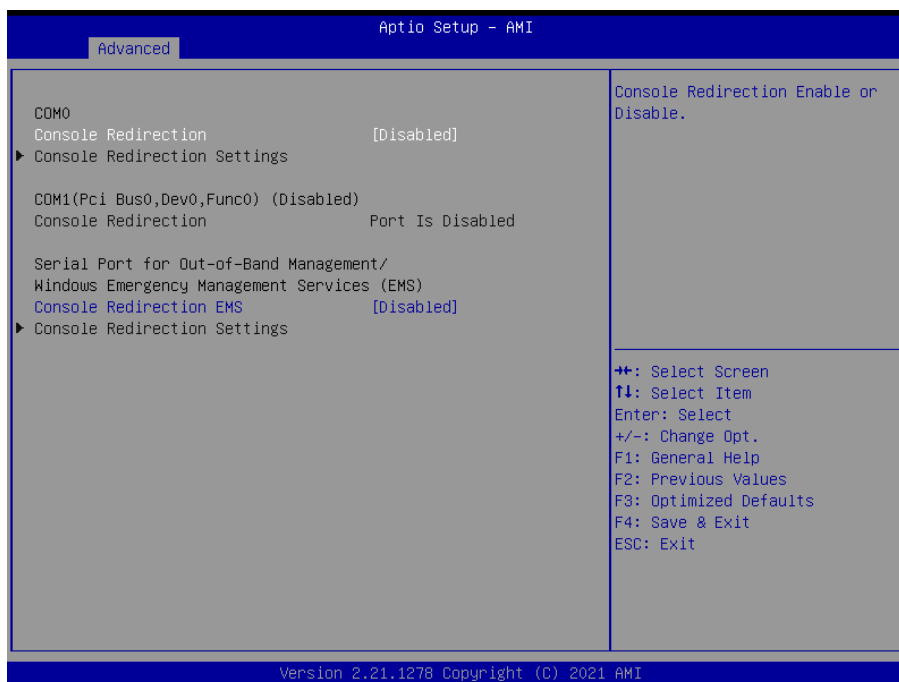 Aptio Setup – AMI
Advanced
COM0
Console Redirection [Disabled]
▶ Console Redirection Settings
COM1(Pci Bus0,Dev0,Func0) (Disabled)
Console Redirection Port Is Disabled
Serial Port for Out-of-Band Management/
Windows Emergency Management Services (EMS)
Console Redirection EMS [Disabled]
▶ Console Redirection Settings
Console Redirection Enable or
Disable.
→←: Select Screen
↑↓: Select Item
Enter: Select
+/-: Change Opt.
F1: General Help
F2: Previous Values
F3: Optimized Defaults
F4: Save & Exit
ESC: Exit
Version 2.21.1278 Copyright (C) 2021 AMI